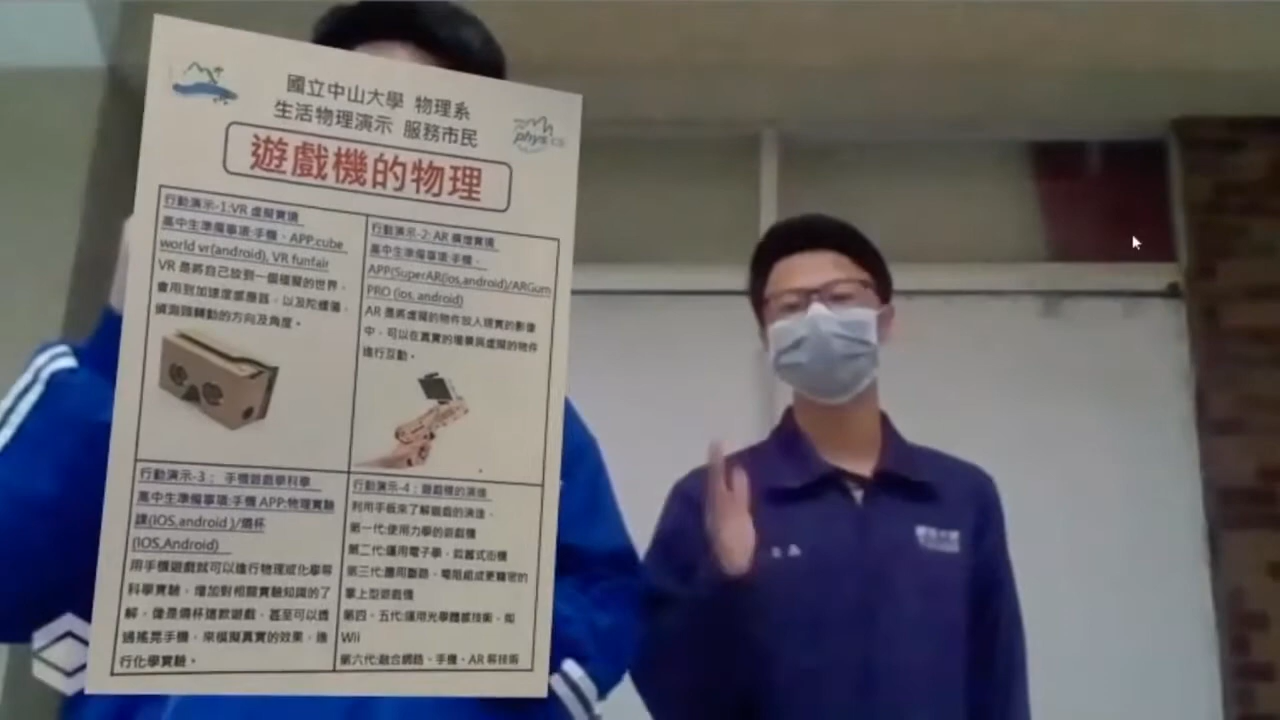 國立中山大學 物理系
生活物理演示 服務市民
phys
遊戲機的物理
行動演示-1:VR 虛擬實境
高中生準備事項:手機、APP:cube
world vr(android), VR funfair
VR 是將自己放到一個模擬的世界，
會用到加速度感應器，以及陀螺儀，
偵測頭轉動的方向及角度。
行動演示-2: AR 擴增實境
高中生準備事項:手機、
APP(SuperAR(ios,android)/ARGum
PRO (ios, android)
AR 是將虛擬的物件放入現實的影像
中，可以在真實的場景與虛擬的物件
進行互動。
行動演示-3： 手機遊戲學科學
高中生準備事項:手機 APP:物理實驗
課(IOS,android )/燒杯
(IOS,Android)
用手機遊戲就可以進行物理或化學等
科學實驗，增加對相關實驗知識的了
解，像是燒杯這款遊戲，甚至可以透
過搖晃手機，來模擬真實的效果，進
行化學實驗。
行動演示-4：遊戲機的演進
利用手板來了解遊戲的演進，
第一代:使用力學的遊戲機
第二代:運用電子學，如舊式街機
第三代:應用斷路、電阻組成更精密的
掌上型遊戲機
第四、五代:運用光學體感技術，如
Wii
第六代:融合網路、手機、AR 等技術